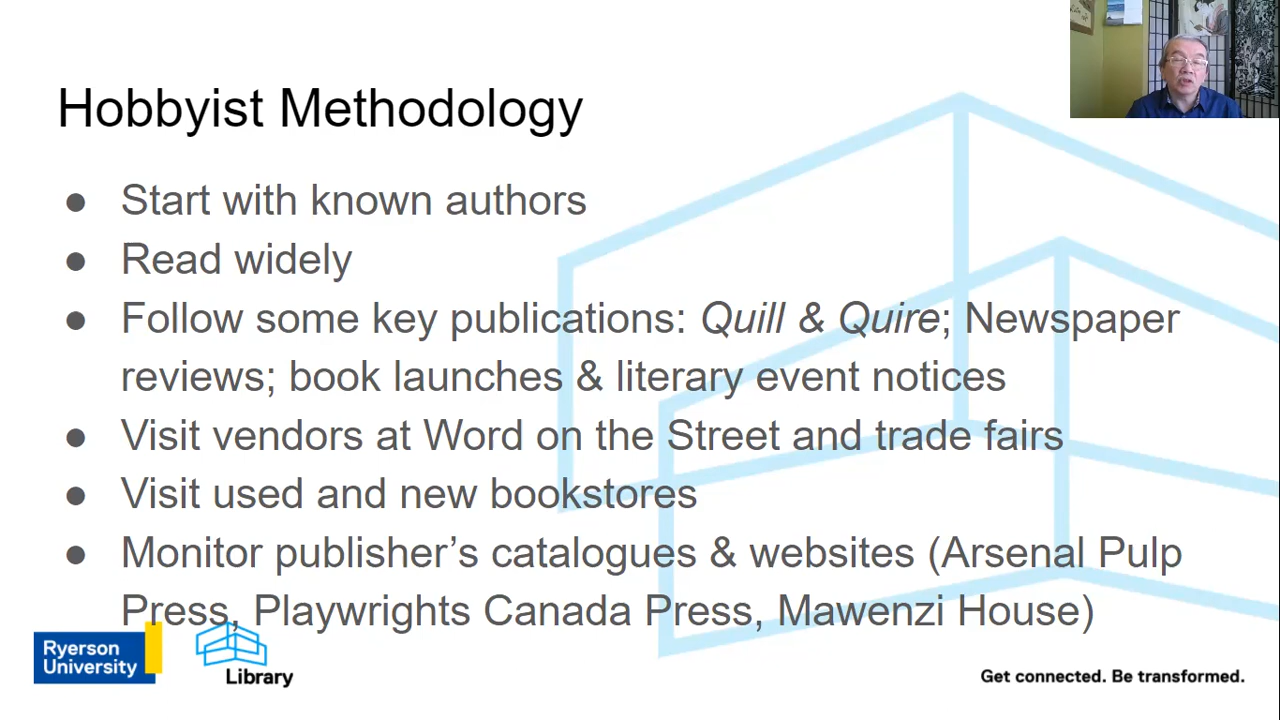 Hobbyist Methodology
● Start with known authors
● Read widely
● Follow some key publications: Quill & Quire; Newspaper
reviews; book launches & literary event notices
● Visit vendors at Word on the Street and trade fairs
● Visit used and new bookstores
● Monitor publisher’s catalogues & websites (Arsenal Pulp
Press, Playwrights Canada Press, Mawenzi House)
Ryerson
University
Library
Get connected. Be transformed.